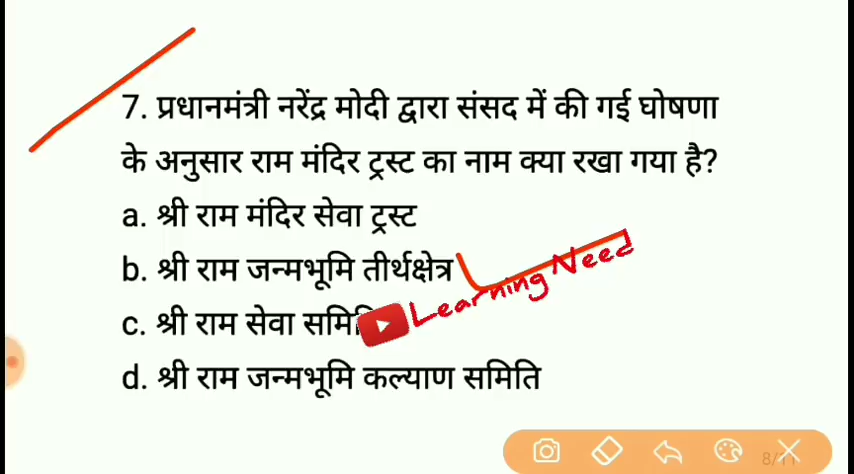 7. प्रधानमंत्री नरेंद्र मोदी द्वारा संसद में की गई घोषणा
के अनुसार राम मंदिर ट्रस्ट का नाम क्या रखा गया है?
a. श्री राम मंदिर सेवा ट्रस्ट
b. श्री राम जन्मभूमि तीर्थक्षेत्र
Learning Need
c. श्री राम सेवा
d. श्री राम जन्मभूमि कल्याण समिति